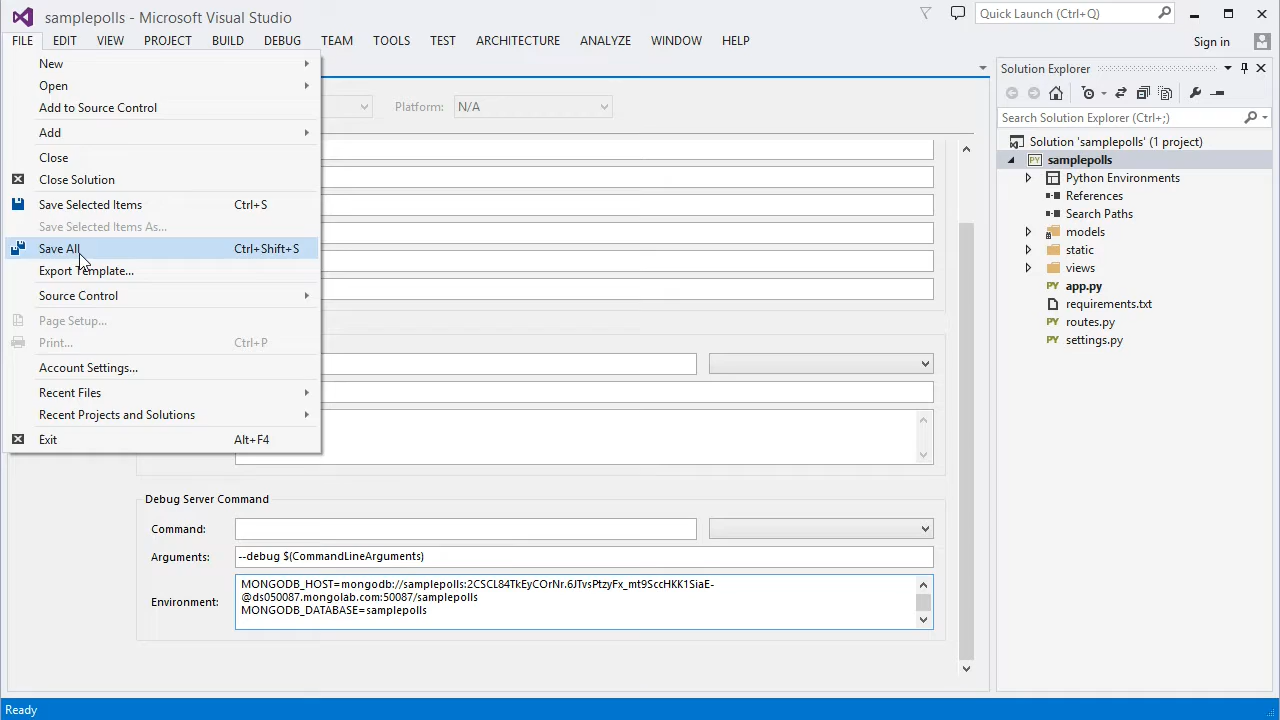 samplepolls - Microsoft Visual Studio
Quick Launch (Ctrl+Q)
FILE EDIT VIEW PROJECT BUILD DEBUG TEAM TOOLS TEST ARCHITECTURE ANALYZE WINDOW HELP
Sign in
New
Open
Add to Source Control
Add
Close
Close Solution
Save Selected Items Ctrl+S
Save Selected Items As...
Save All Ctrl+Shift+S
Export Template...
Source Control
Page Setup...
Print... Ctrl+P
Account Settings...
Recent Files
Recent Projects and Solutions
Exit Alt+F4
Platform: N/A
Debug Server Command
Command:
Arguments: --debug $(CommandLineArguments)
Environment:
MONGODB_HOST=mongodb://samplepolls:2CSCL84TkEyCOrNr.6JTvsPtzyFx_mt9SccHKK1SiaE-
@ds050087.mongolab.com:50087/samplepolls
MONGODB_DATABASE=samplepolls
Solution Explorer
Search Solution Explorer (Ctrl+;)
Solution 'samplepolls' (1 project)
PY samplepolls
Python Environments
References
Search Paths
models
static
views
PY app.py
requirements.txt
PY routes.py
PY settings.py
Ready